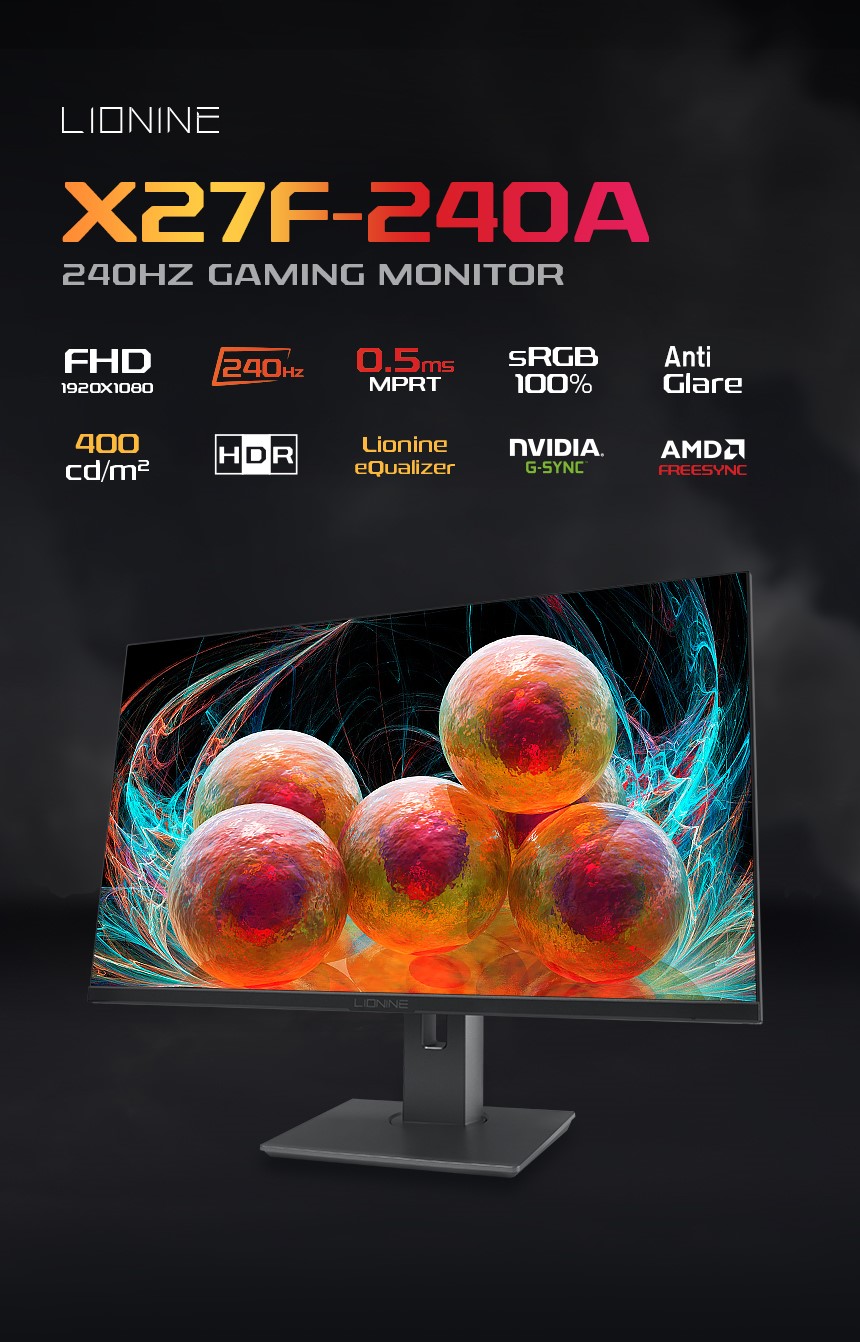 LIONINE
X27F-240A
240HZ GAMING MONITOR
FHD
1920X1080
240Hz
0.5ms
MPRT
sRGB
100%
Anti
Glare
400
cd/m²
HDR
Lionine
eQualizer
NVIDIA.
G-SYNC
AMD
FREESYNC
LIONINE